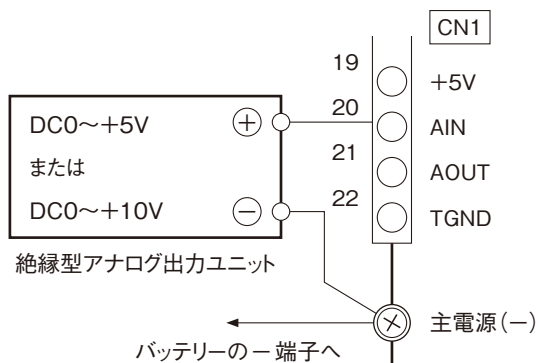 CN1
19
+5V
20
AIN
21
AOUT
22
TGND
DC0～+5V
または
DC0～+10V
絶縁型アナログ出力ユニット
主電源(−)
バッテリーの−端子へ